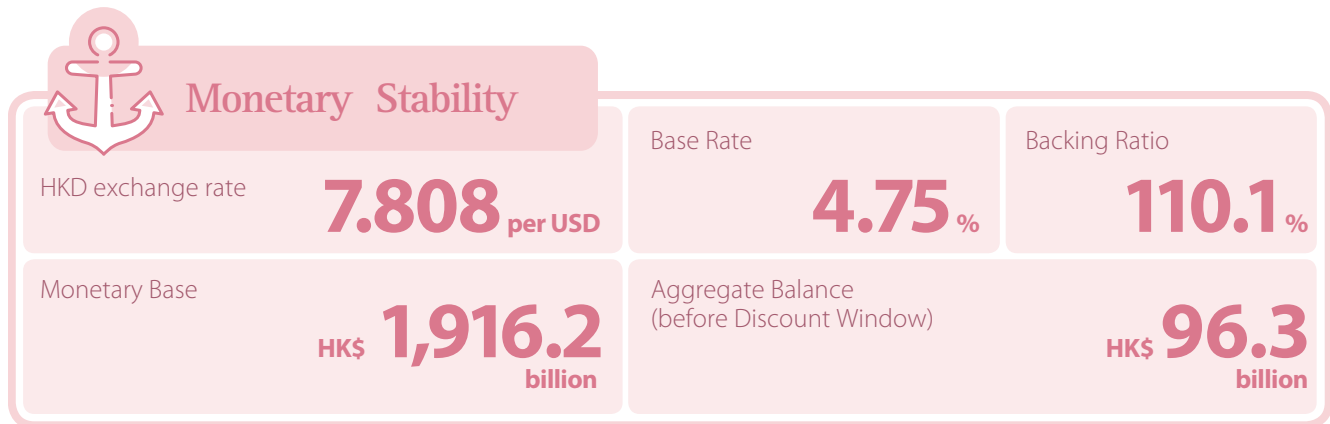 Monetary Stability
HKD exchange rate
7.808 per USD
Base Rate
4.75 %
Backing Ratio
110.1 %
Monetary Base
HK$ 1,916.2
billion
Aggregate Balance
(before Discount Window)
HK$ 96.3
billion